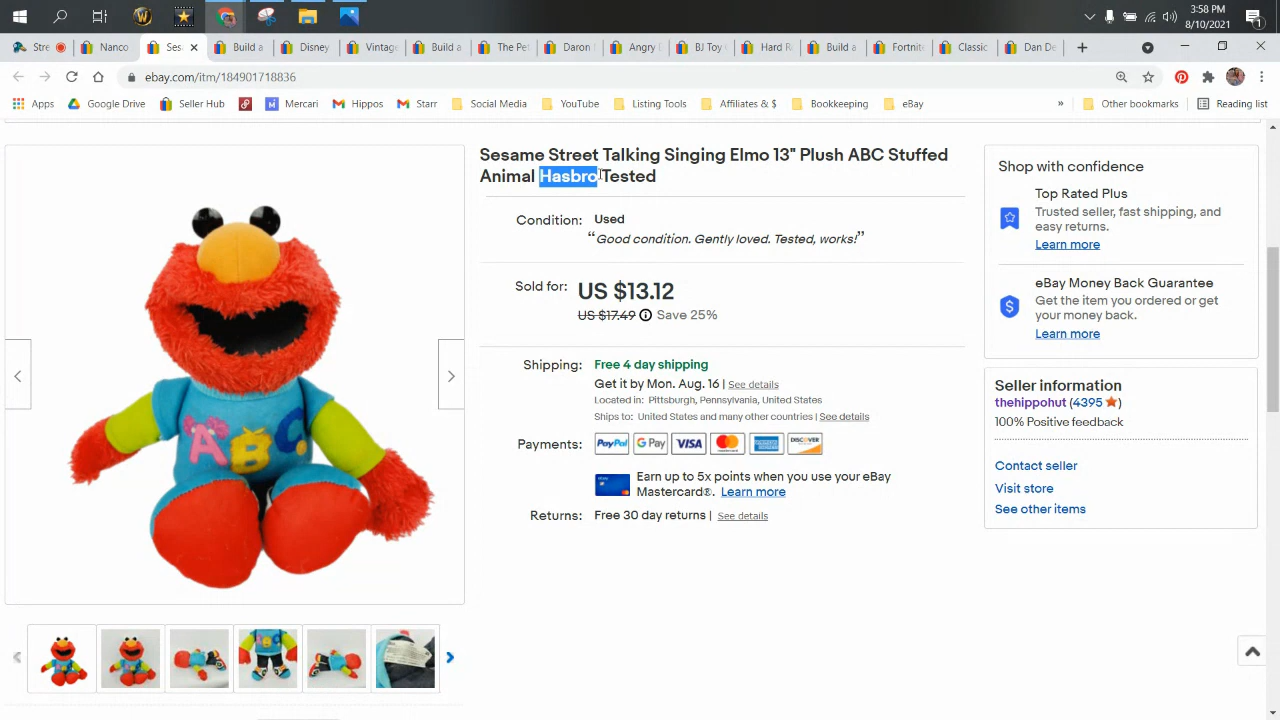 3:58 PM
8/10/2021
Stre
Nanco
Ses
Build a
Disney
Vintage
Build a
The Pet
Daron
Angry
BJ Toy
Hard R
Build a
Fortnite
Classic
Dan De
ebay.com/itm/184901718836
Apps
Google Drive
Seller Hub
Mercari
Hippos
Starr
Social Media
YouTube
Listing Tools
Affiliates & $
Bookkeeping
eBay
»
Other bookmarks
Reading list
Sesame Street Talking Singing Elmo 13" Plush ABC Stuffed
Animal Hasbro Tested
Condition: Used
“Good condition. Gently loved. Tested, works!”
Sold for: US $13.12
US $17.49 Save 25%
Shipping: Free 4 day shipping
Get it by Mon. Aug. 16 | See details
Located in: Pittsburgh, Pennsylvania, United States
Ships to: United States and many other countries | See details
Payments: PayPal G Pay VISA DISCOVER
Earn up to 5x points when you use your eBay
Mastercard®. Learn more
Returns: Free 30 day returns | See details
Shop with confidence
Top Rated Plus
Trusted seller, fast shipping, and
easy returns.
Learn more
eBay Money Back Guarantee
Get the item you ordered or get
your money back.
Learn more
Seller information
thehippohut (4395 )
100% Positive feedback
Contact seller
Visit store
See other items
ABC